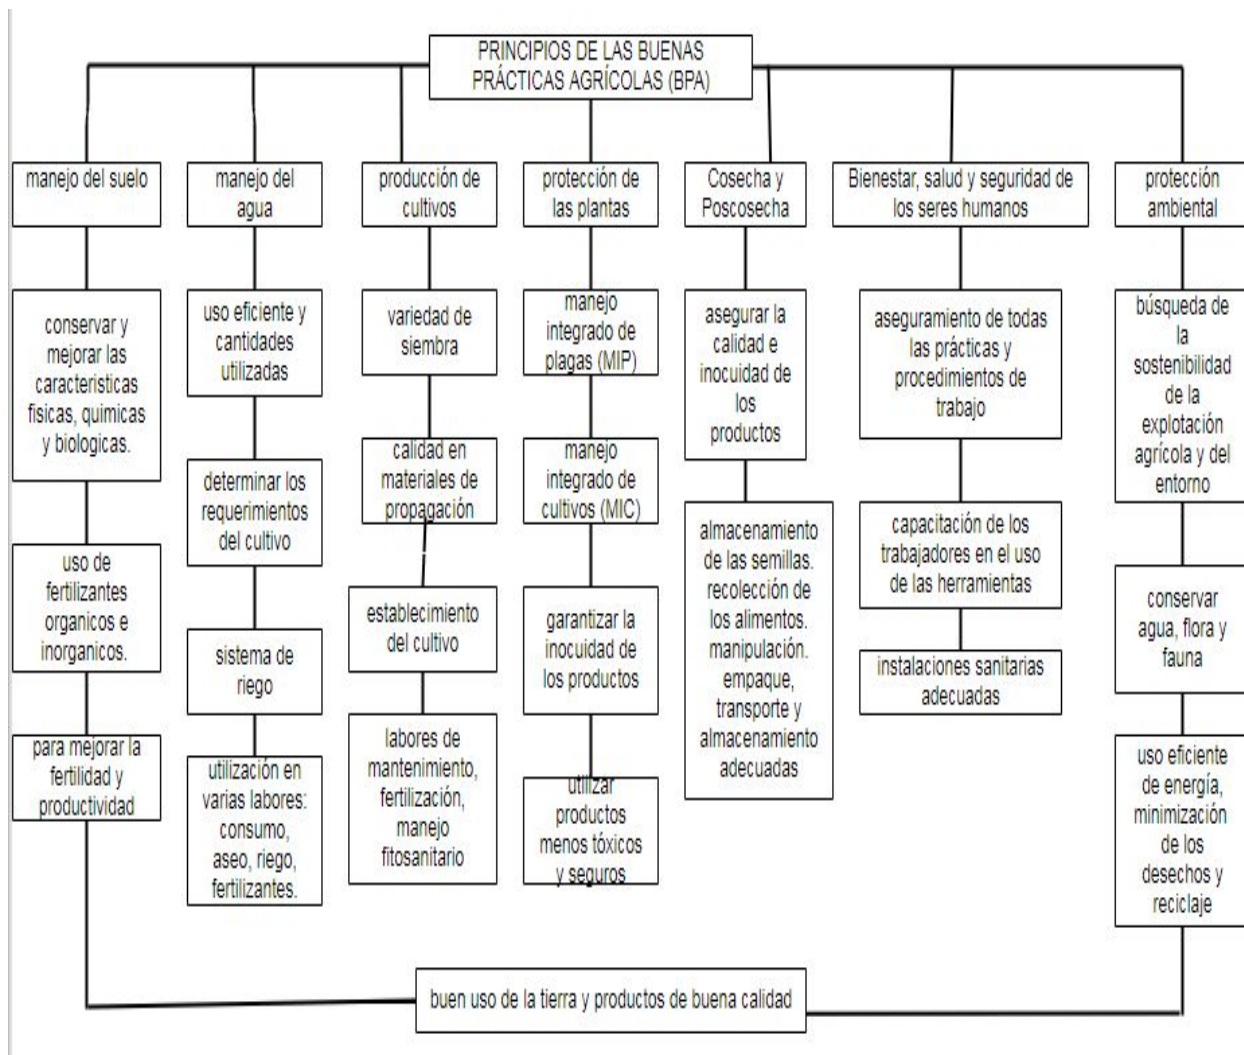 PRINCIPIOS DE LAS BUENAS
PRÁCTICAS AGRÍCOLAS (BPA)
manejo del suelo
conservar y
mejorar las
caracteristicas
físicas, quimicas
y biologicas.
uso de
fertilizantes
organicos e
inorganicos.
para mejorar la
fertilidad y
productividad
manejo del
agua
uso eficiente y
cantidades
utilizadas
determinar los
requerimientos
del cultivo
sistema de
riego
utilización en
varias labores:
consumo,
aseo, riego,
fertilizantes.
producción de
cultivos
variedad de
siembra
calidad en
materiales de
propagación
establecimiento
del cultivo
labores de
mantenimiento,
fertilización,
manejo
fitosanitario
protección de
las plantas
manejo
integrado de
plagas (MIP)
manejo
integrado de
cultivos (MIC)
garantizar la
inocuidad de
los productos
utilizar
productos
menos tóxicos
y seguros
Cosecha y
Poscosecha
asegurar la
calidad e
inocuidad de
los
productos
almacenamiento
de las semillas.
recolección de
los alimentos.
manipulación.
empaque,
transporte y
almacenamiento
adecuadas
Bienestar, salud y seguridad de
los seres humanos
aseguramiento de todas
las prácticas y
procedimientos de
trabajo
capacitación de los
trabajadores en el uso
de las herramientas
instalaciones sanitarias
adecuadas
protección
ambiental
búsqueda de
la
sostenibilidad
de la
explotación
agrícola y del
entorno
conservar
agua, flora y
fauna
uso eficiente
de energía,
minimización
de los
desechos y
reciclaje
buen uso de la tierra y productos de buena calidad